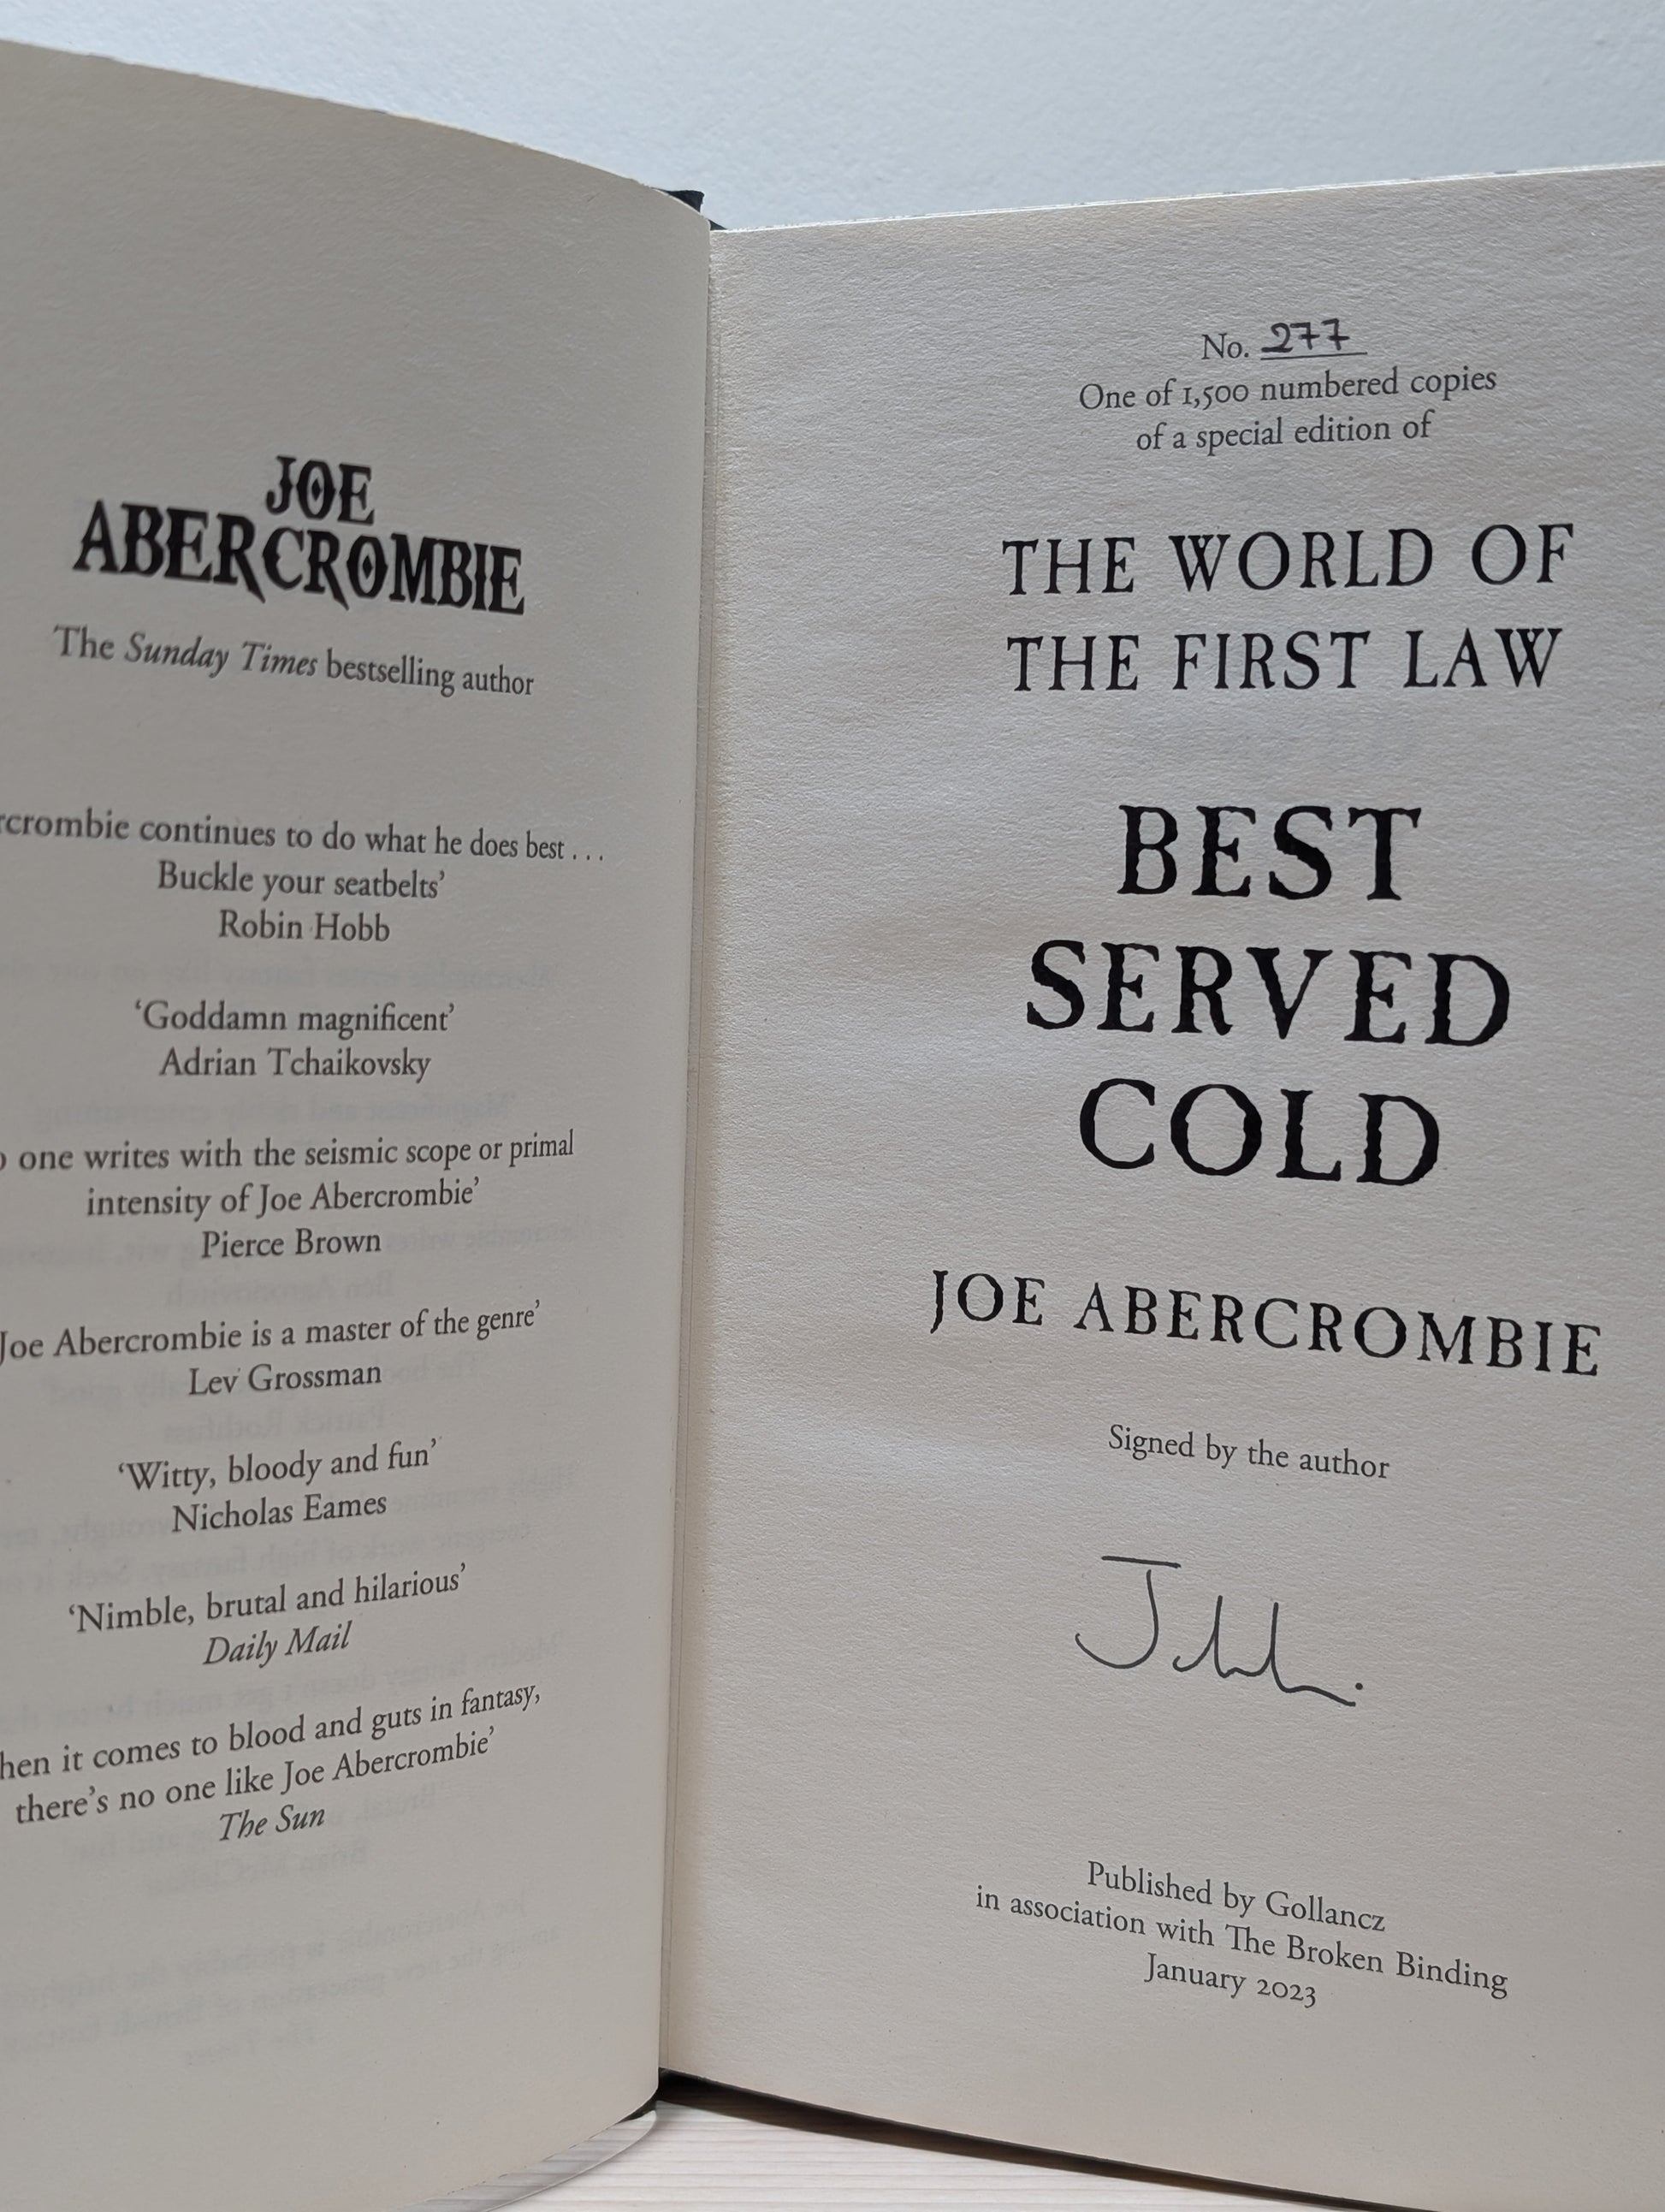 JOE
ABERCROMBIE
The Sunday Times bestselling author
continues to do what he does best . . .
Buckle your seatbelts’
Robin Hobb
‘Goddamn magnificent’
Adrian Tchaikovsky
one writes with the seismic scope or primal
intensity of Joe Abercrombie’
Pierce Brown
Joe Abercrombie is a master of the genre’
Lev Grossman
‘Witty, bloody and fun’
Nicholas Eames
‘Nimble, brutal and hilarious’
Daily Mail
it comes to blood and guts in fantasy,
there’s no one like Joe Abercrombie’
The Sun
No. 277
One of 1,500 numbered copies
of a special edition of
THE WORLD OF
THE FIRST LAW
BEST
SERVED
COLD
JOE ABERCROMBIE
Signed by the author
Published by Gollancz
in association with The Broken Binding
January 2023